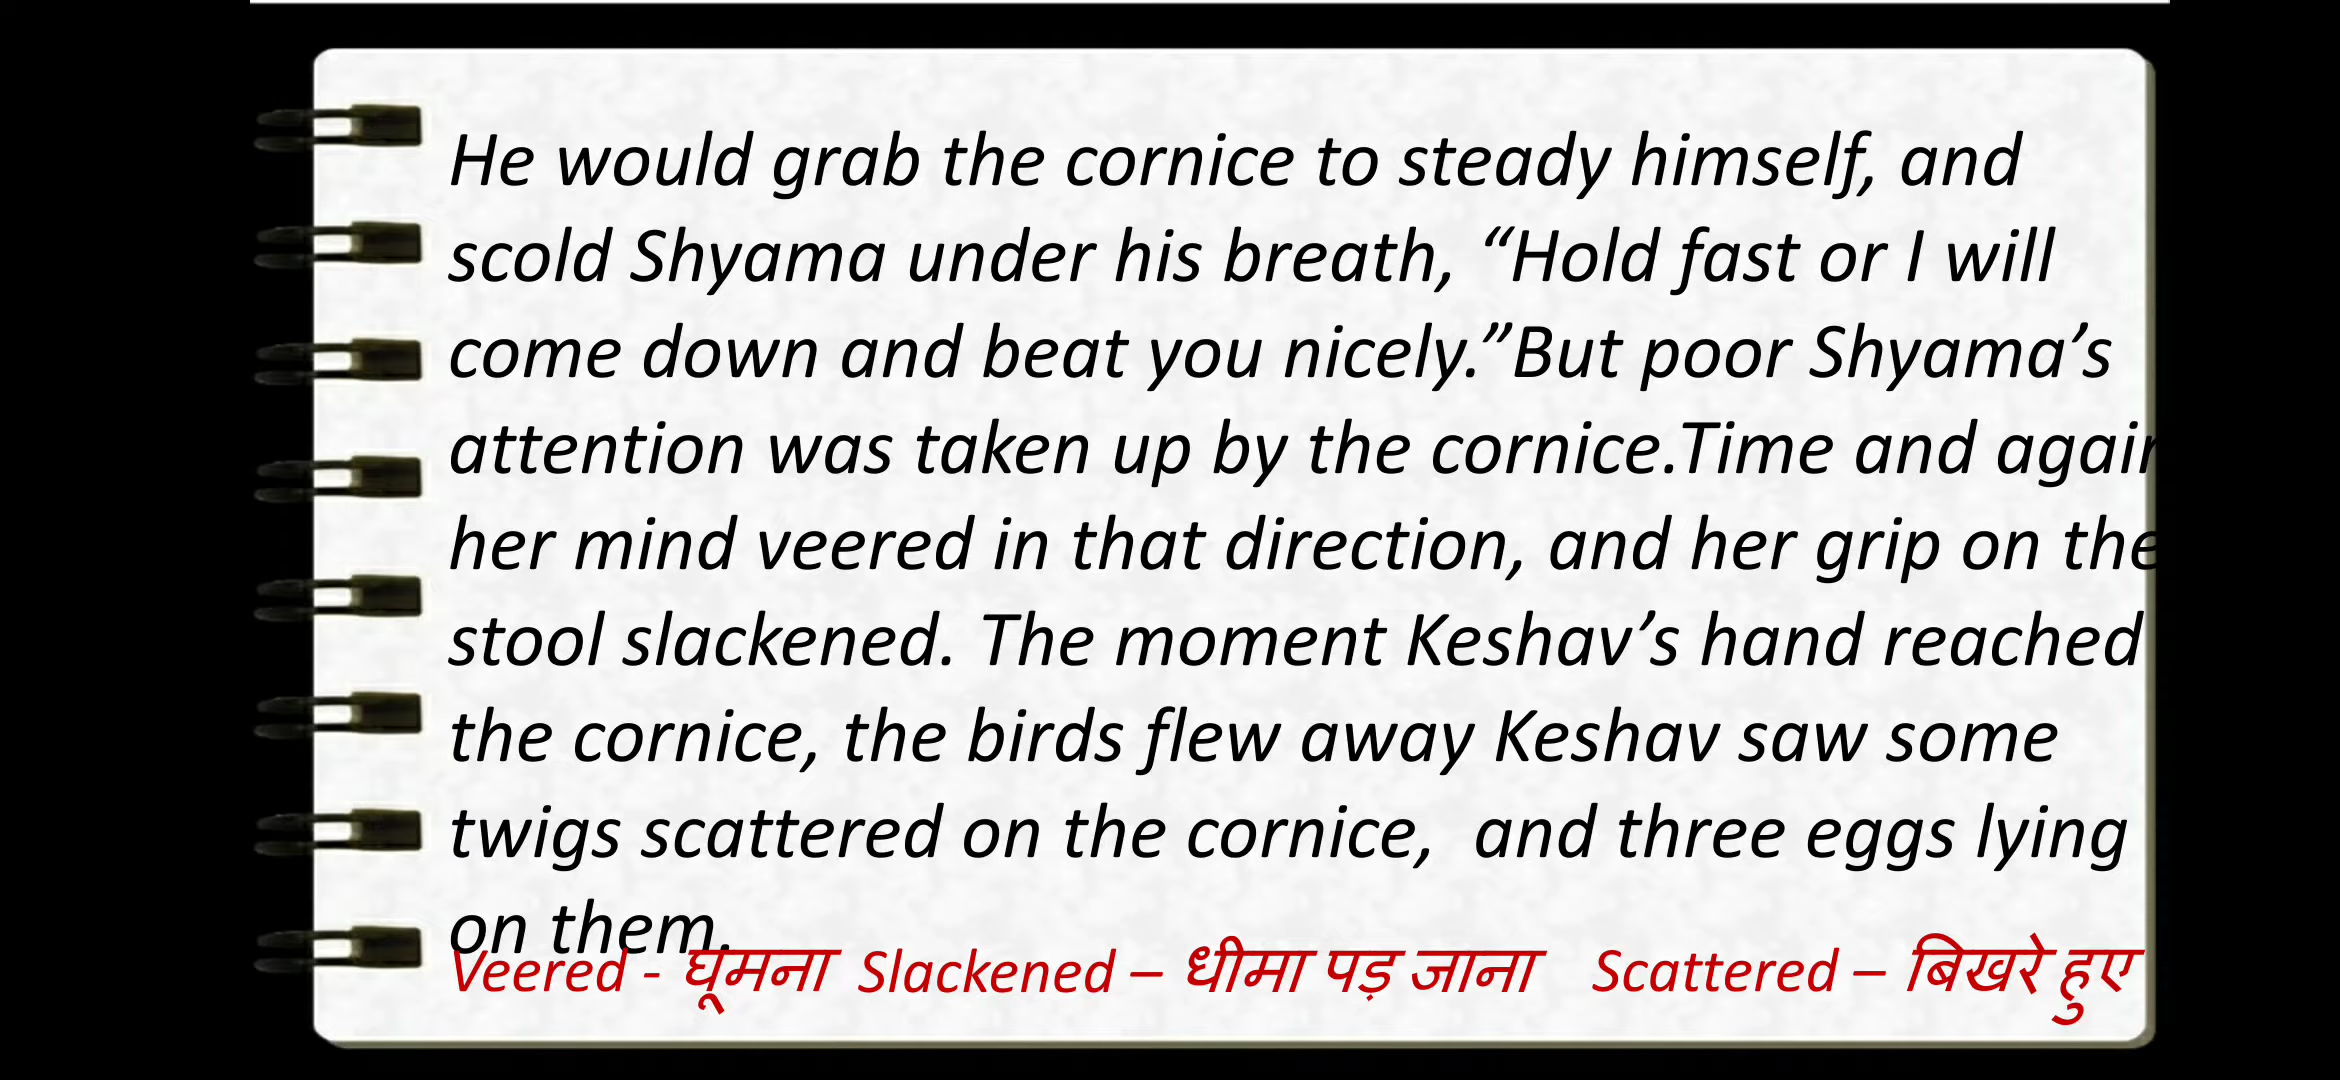 He would grab the cornice to steady himself, and
scold Shyama under his breath, “Hold fast or I will
come down and beat you nicely.”But poor Shyama’s
attention was taken up by the cornice.Time and again
her mind veered in that direction, and her grip on the
stool slackened. The moment Keshav’s hand reached
the cornice, the birds flew away Keshav saw some
twigs scattered on the cornice,  and three eggs lying
on them.
Veered - घूमना  Slackened – धीमा पड़ जाना   Scattered – बिखरे हुए